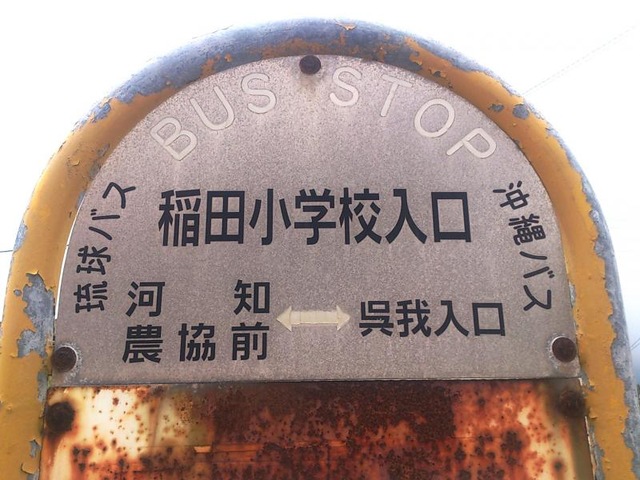 BUS STOP
琉球バス
沖縄バス
稲田小学校入口
河知
農協前
呉我入口